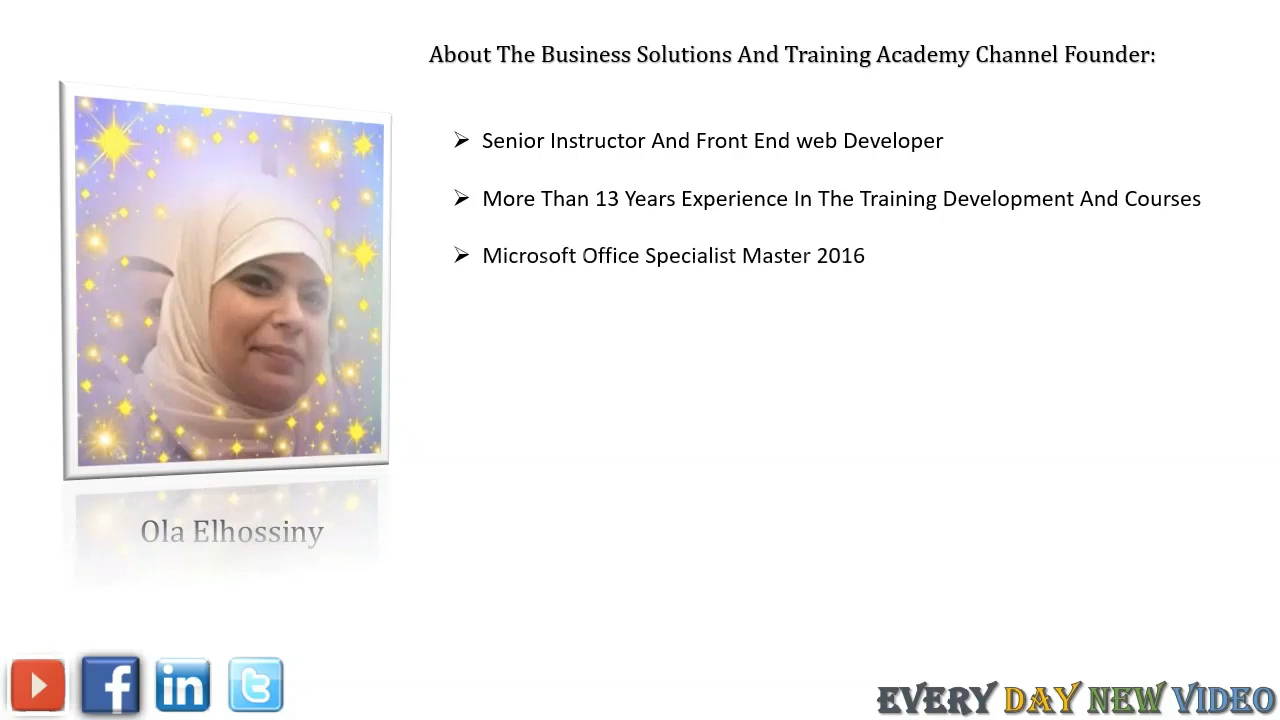 About The Business Solutions And Training Academy Channel Founder:
Senior Instructor And Front End web Developer
More Than 13 Years Experience In The Training Development And Courses
Microsoft Office Specialist Master 2016
Ola Elhossiny
EVERY DAY NEW VIDEO